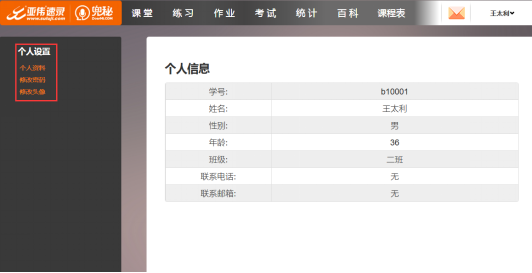 亚伟速录
兜秘
课堂 练习 作业 考试 统计 百科 课程表 王太利
个人设置
个人资料
修改密码
修改头像
个人信息
学号: b10001
姓名: 王太利
性别: 男
年龄: 36
班级: 二班
联系电话: 无
联系邮箱: 无